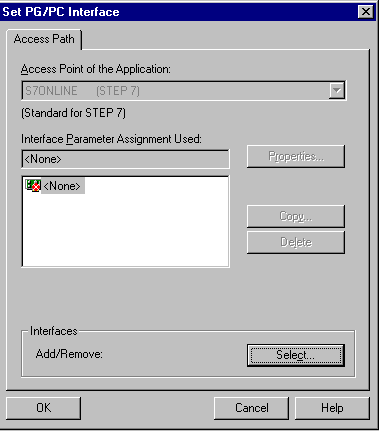 Set PG/PC Interface
Access Path
Access Point of the Application:
S7ONLINE (STEP 7)
(Standard for STEP 7)
Interface Parameter Assignment Used:
<None>
Properties...
<None>
Copy...
Delete
Interfaces
Add/Remove:
Select...
OK
Cancel
Help